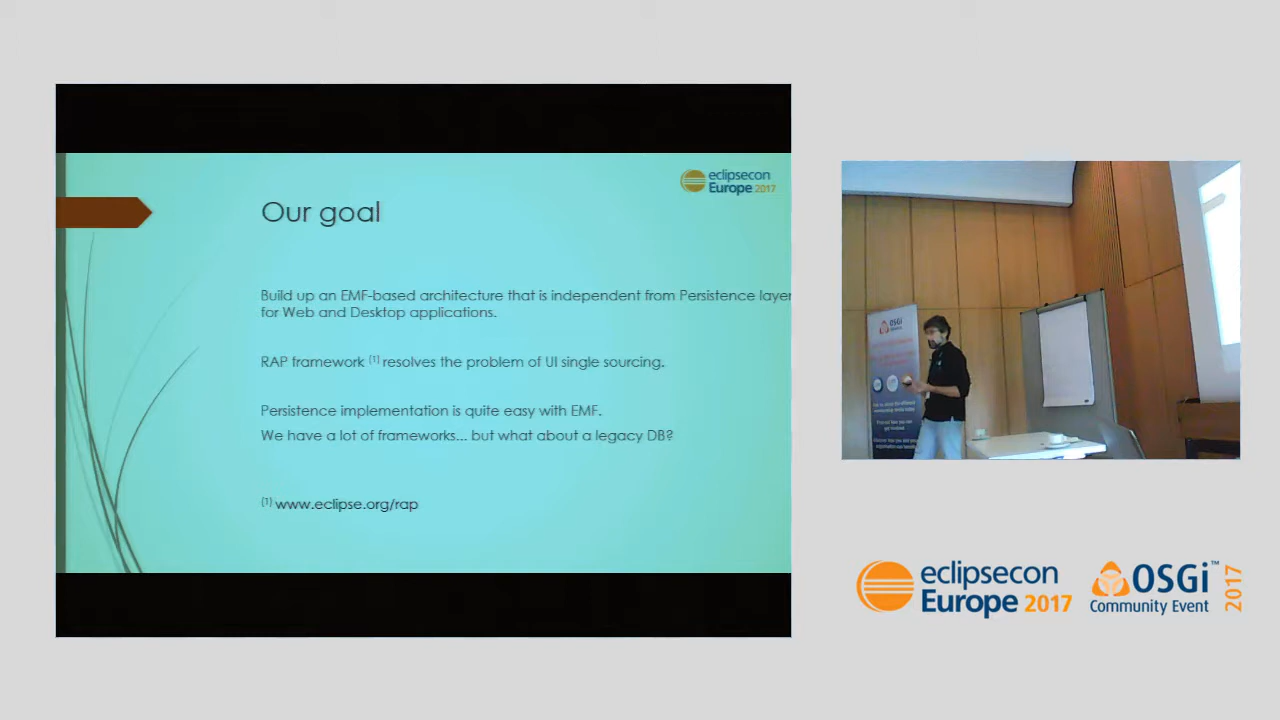 eclipsecon
Europe 2017
Our goal
Build up an EMF-based architecture that is independent from Persistence layer
for Web and Desktop applications.
RAP framework (1) resolves the problem of UI single sourcing.
Persistence implementation is quite easy with EMF.
We have a lot of frameworks... but what about a legacy DB?
(1) www.eclipse.org/rap
OSGi
eclipsecon
Europe 2017
OSGi™
Community Event
2017